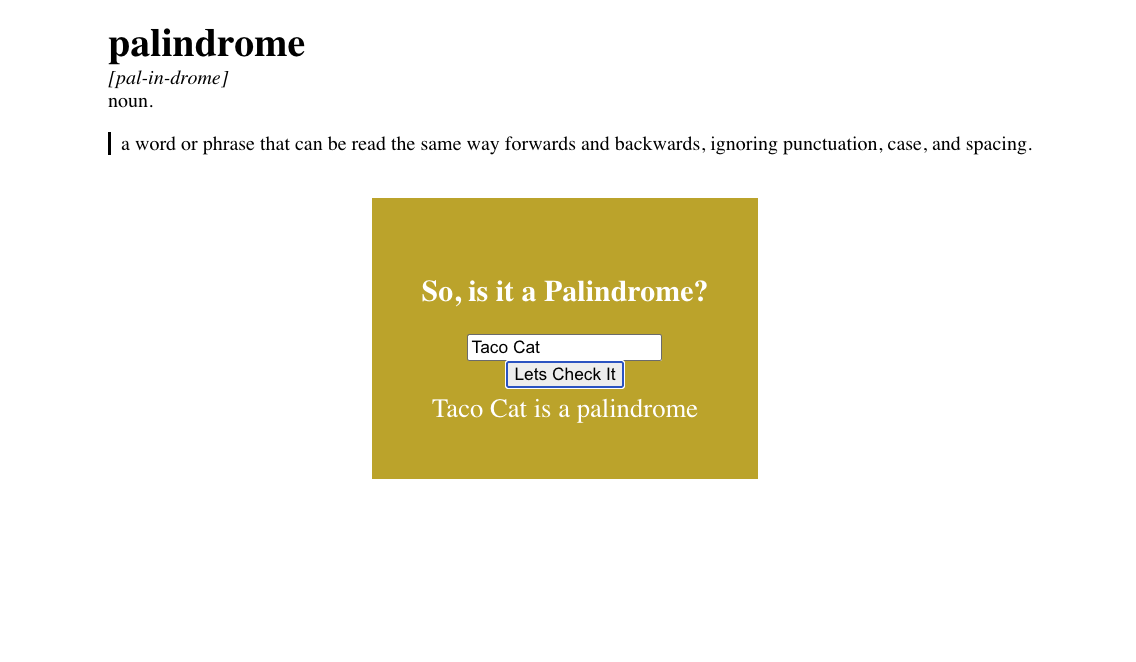 palindrome
[pal-in-drome]
noun.
a word or phrase that can be read the same way forwards and backwards, ignoring punctuation, case, and spacing.
So, is it a Palindrome?
Taco Cat
Lets Check It
Taco Cat is a palindrome